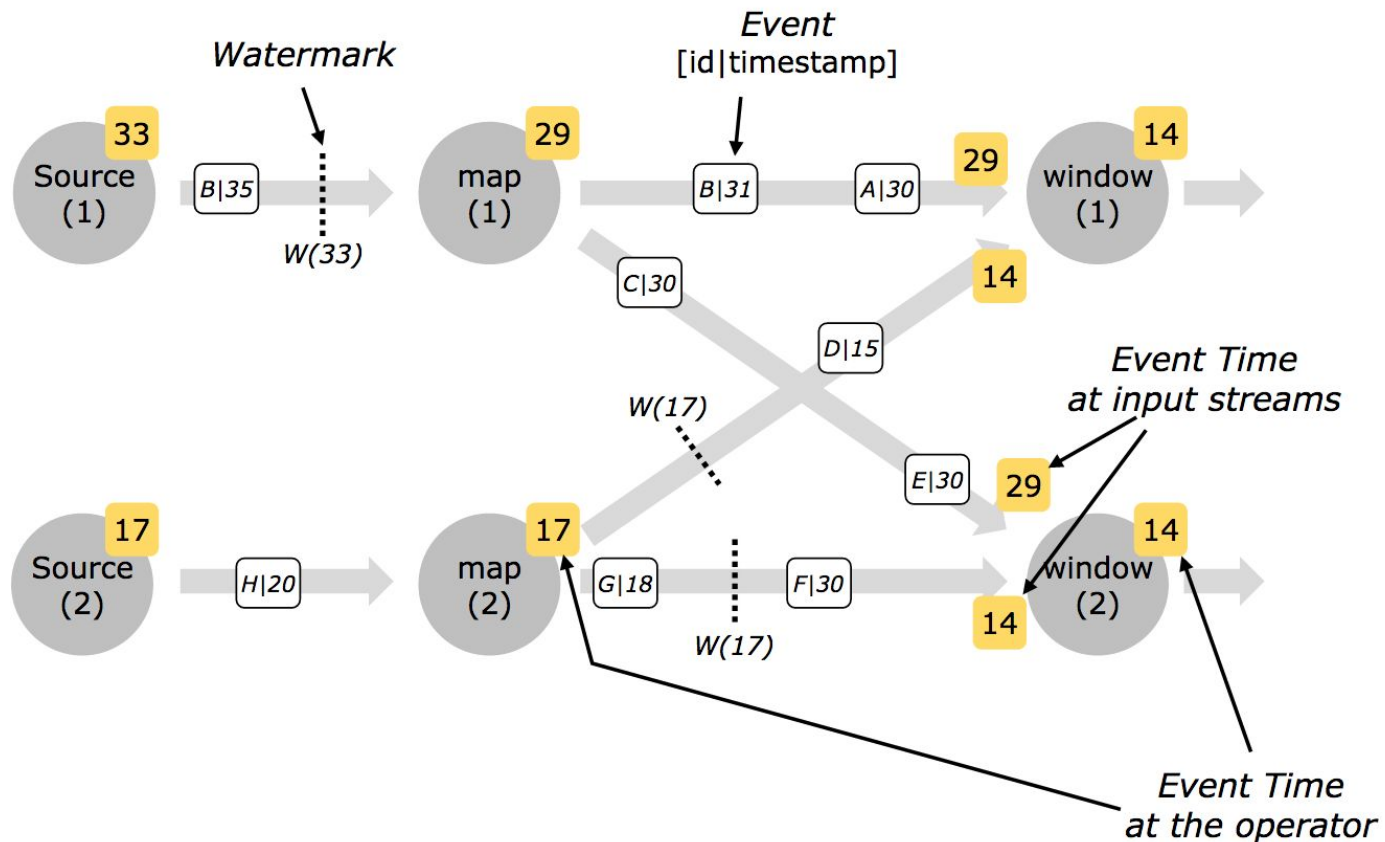 Watermark
Event
[id|timestamp]
33
Source
(1)
B|35
W(33)
29
map
(1)
B|31
A|30
29
14
window
(1)
C|30
14
D|15
W(17)
Event Time
at input streams
E|30
29
17
Source
(2)
H|20
17
map
(2)
G|18
W(17)
F|30
14
14
window
(2)
Event Time
at the operator